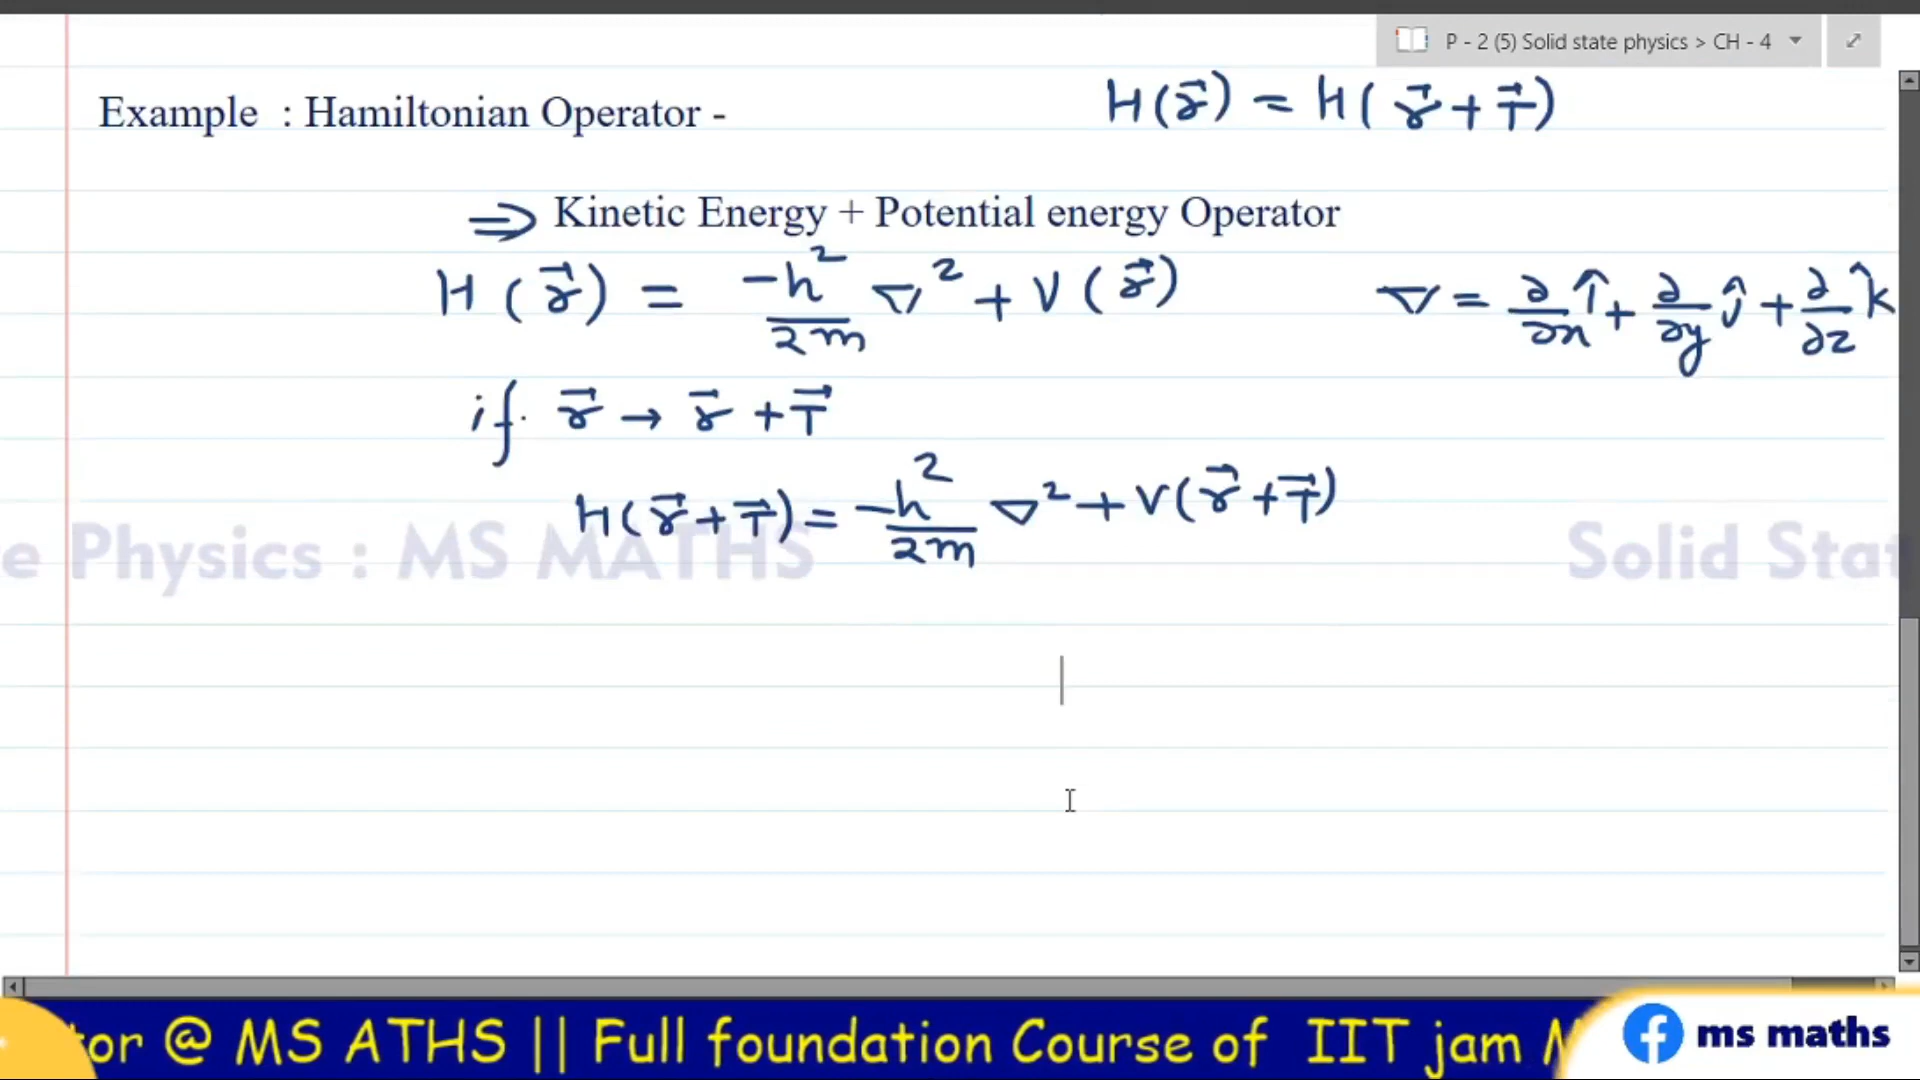 P - 2 (5) Solid state physics > CH - 4
Example : Hamiltonian Operator -
H(r⃗) = H(r⃗ + T⃗)
⇒ Kinetic Energy + Potential energy Operator
H(r⃗) = -h²/2m ∇² + V(r⃗)
∇ = ∂/∂x î + ∂/∂y ĵ + ∂/∂z k̂
if r⃗ → r⃗ + T⃗
H(r⃗ + T⃗) = -h²/2m ∇² + V(r⃗ + T⃗)
e Physics : MS MATHS
Solid Stat
tor @ MS ATHS || Full foundation Course of IIT jam M
ms maths